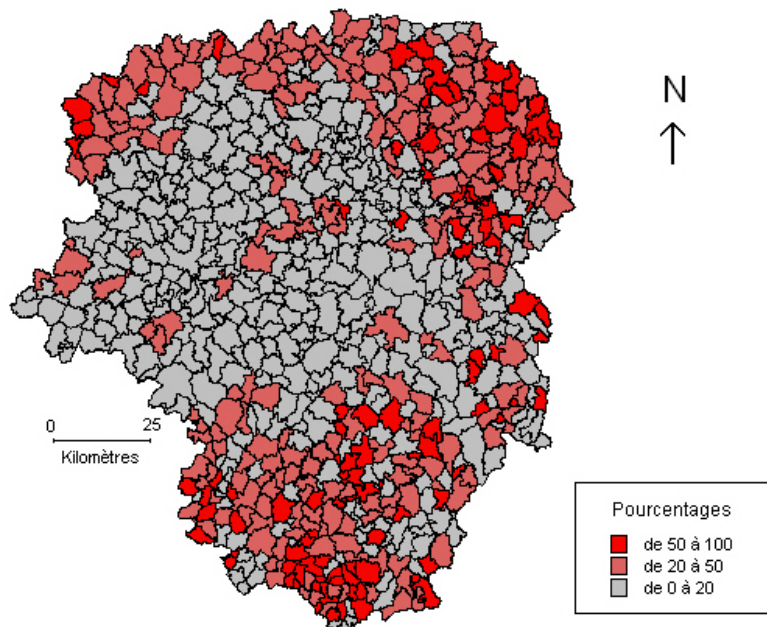 N
0 25
Kilomètres
Pourcentages
de 50 à 100
de 20 à 50
de 0 à 20